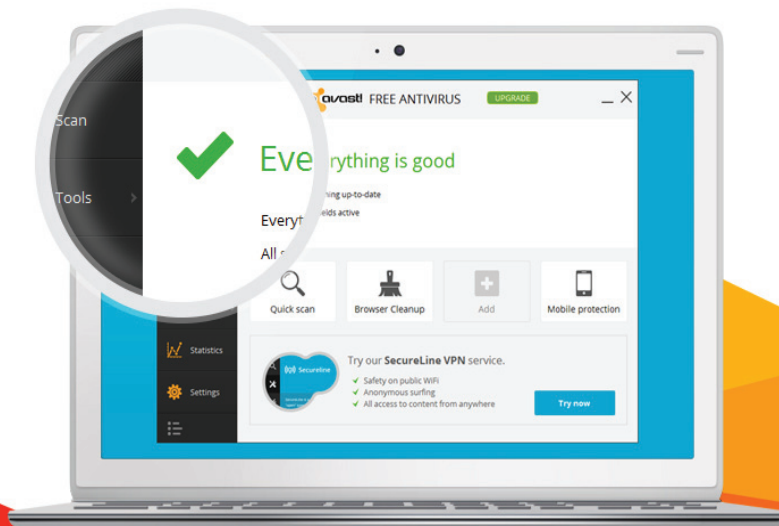 avast! FREE ANTIVIRUS
UPGRADE
Scan
Tools
Everything is good
Everyt ning up-to-date
All s elds active
Quick scan
Browser Cleanup
Add
Mobile protection
Statistics
Settings
Secureline
Try our SecureLine VPN service.
Safety on public WiFi
Anonymous surfing
All access to content from anywhere
Try now